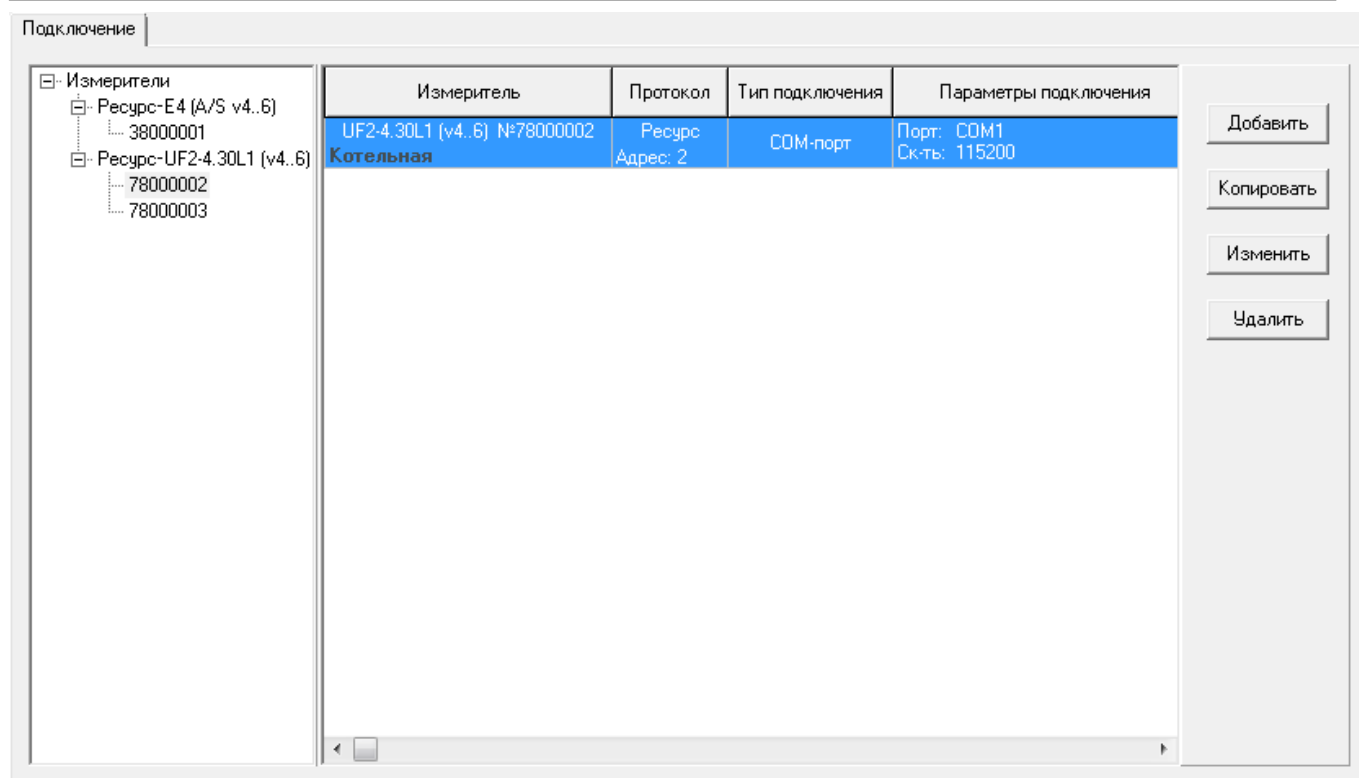 Подключение
Измерители
Ресурс-E4 (A/S v4..6)
38000001
Ресурс-UF2-4.30L1 (v4..6)
78000002
78000003
Измеритель
Протокол
Тип подключения
Параметры подключения
UF2-4.30L1 (v4..6) №78000002
Котельная
Ресурс
Адрес: 2
COM-порт
Порт: COM1
Ск-ть: 115200
Добавить
Копировать
Изменить
Удалить